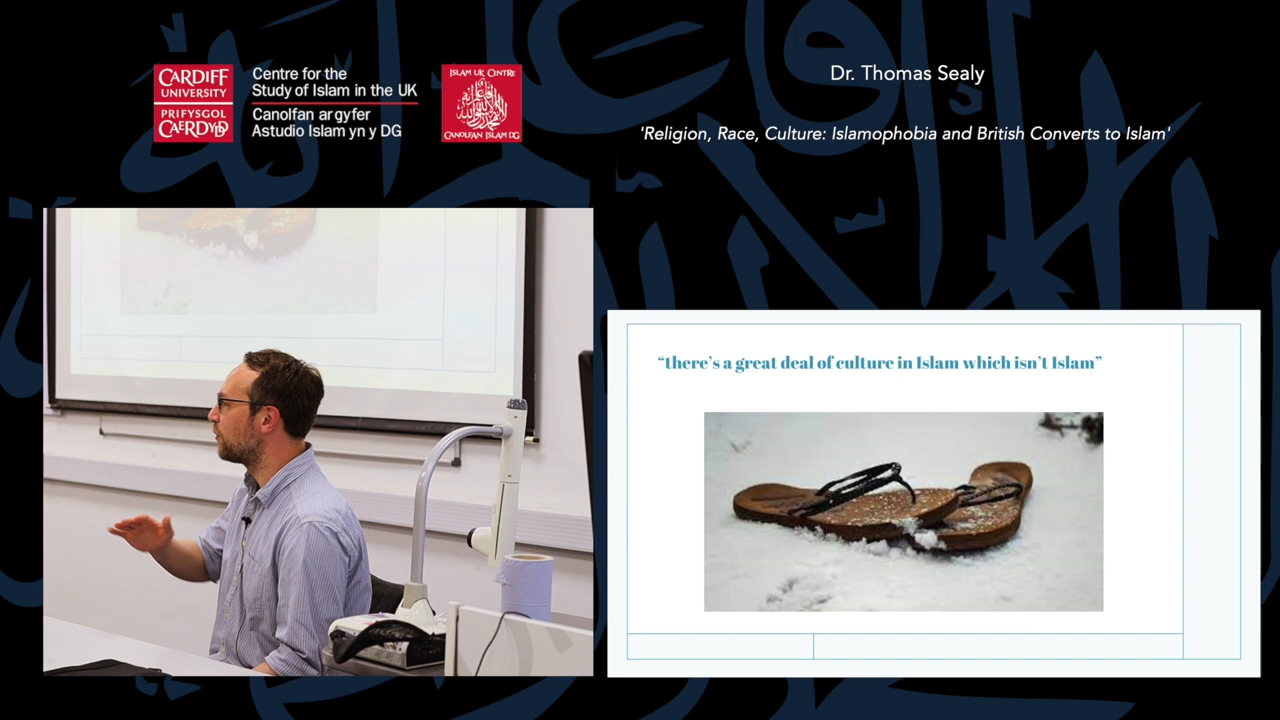 CARDIFF
UNIVERSITY
PRIFYSGOL
CAERDYDD
Centre for the
Study of Islam in the UK
Canolfan ar gyfer
Astudio Islam yn y DG
ISLAM UK CENTRE
CANOLFAN ISLAM DG
Dr. Thomas Sealy
'Religion, Race, Culture: Islamophobia and British Converts to Islam'
“there’s a great deal of culture in Islam which isn’t Islam”